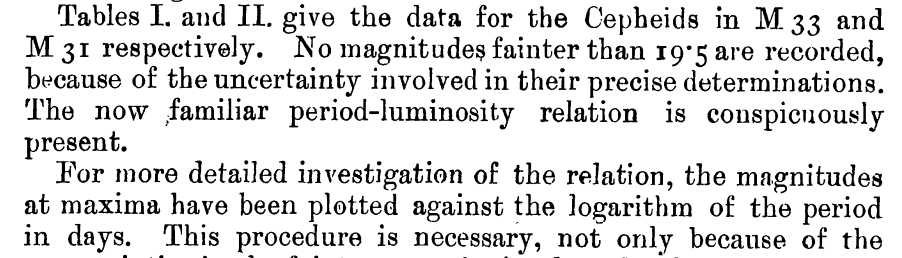 Tables I. and II. give the data for the Cepheids in M 33 and
M 31 respectively. No magnitudes fainter than 19·5 are recorded,
because of the uncertainty involved in their precise determinations.
The now familiar period-luminosity relation is conspicuously
present.
For more detailed investigation of the relation, the magnitudes
at maxima have been plotted against the logarithm of the period
in days. This procedure is necessary, not only because of the